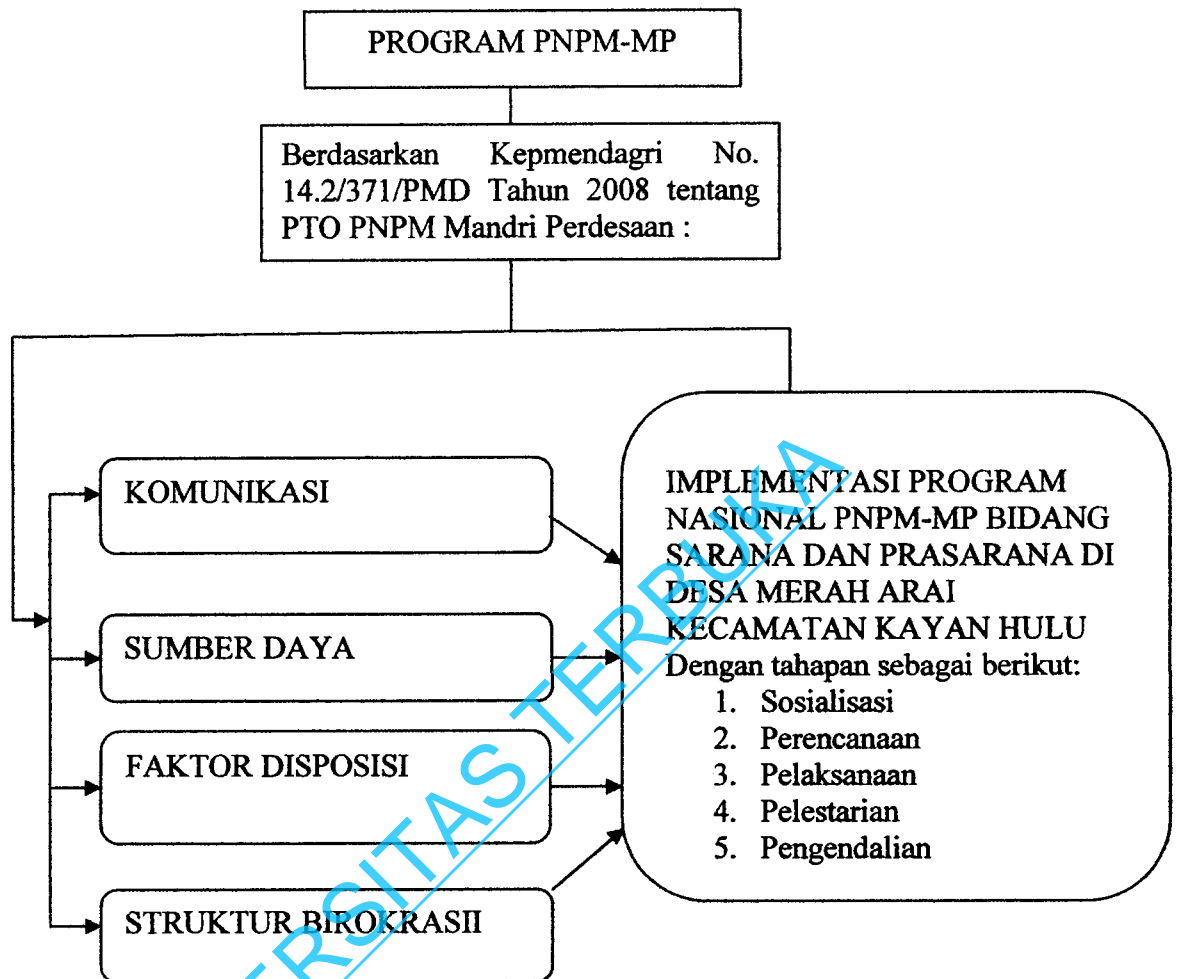 PROGRAM PNPM-MP
Berdasarkan Kepmendagri No.
14.2/371/PMD Tahun 2008 tentang
PTO PNPM Mandri Perdesaan :
KOMUNIKASI
SUMBER DAYA
FAKTOR DISPOSISI
STRUKTUR BIROKRASII
IMPLEMENTASI PROGRAM
NASIONAL PNPM-MP BIDANG
SARANA DAN PRASARANA DI
DESA MERAH ARAI
KECAMATAN KAYAN HULU
Dengan tahapan sebagai berikut:
1. Sosialisasi
2. Perencanaan
3. Pelaksanaan
4. Pelestarian
5. Pengendalian
ERSITAS TERBUKA